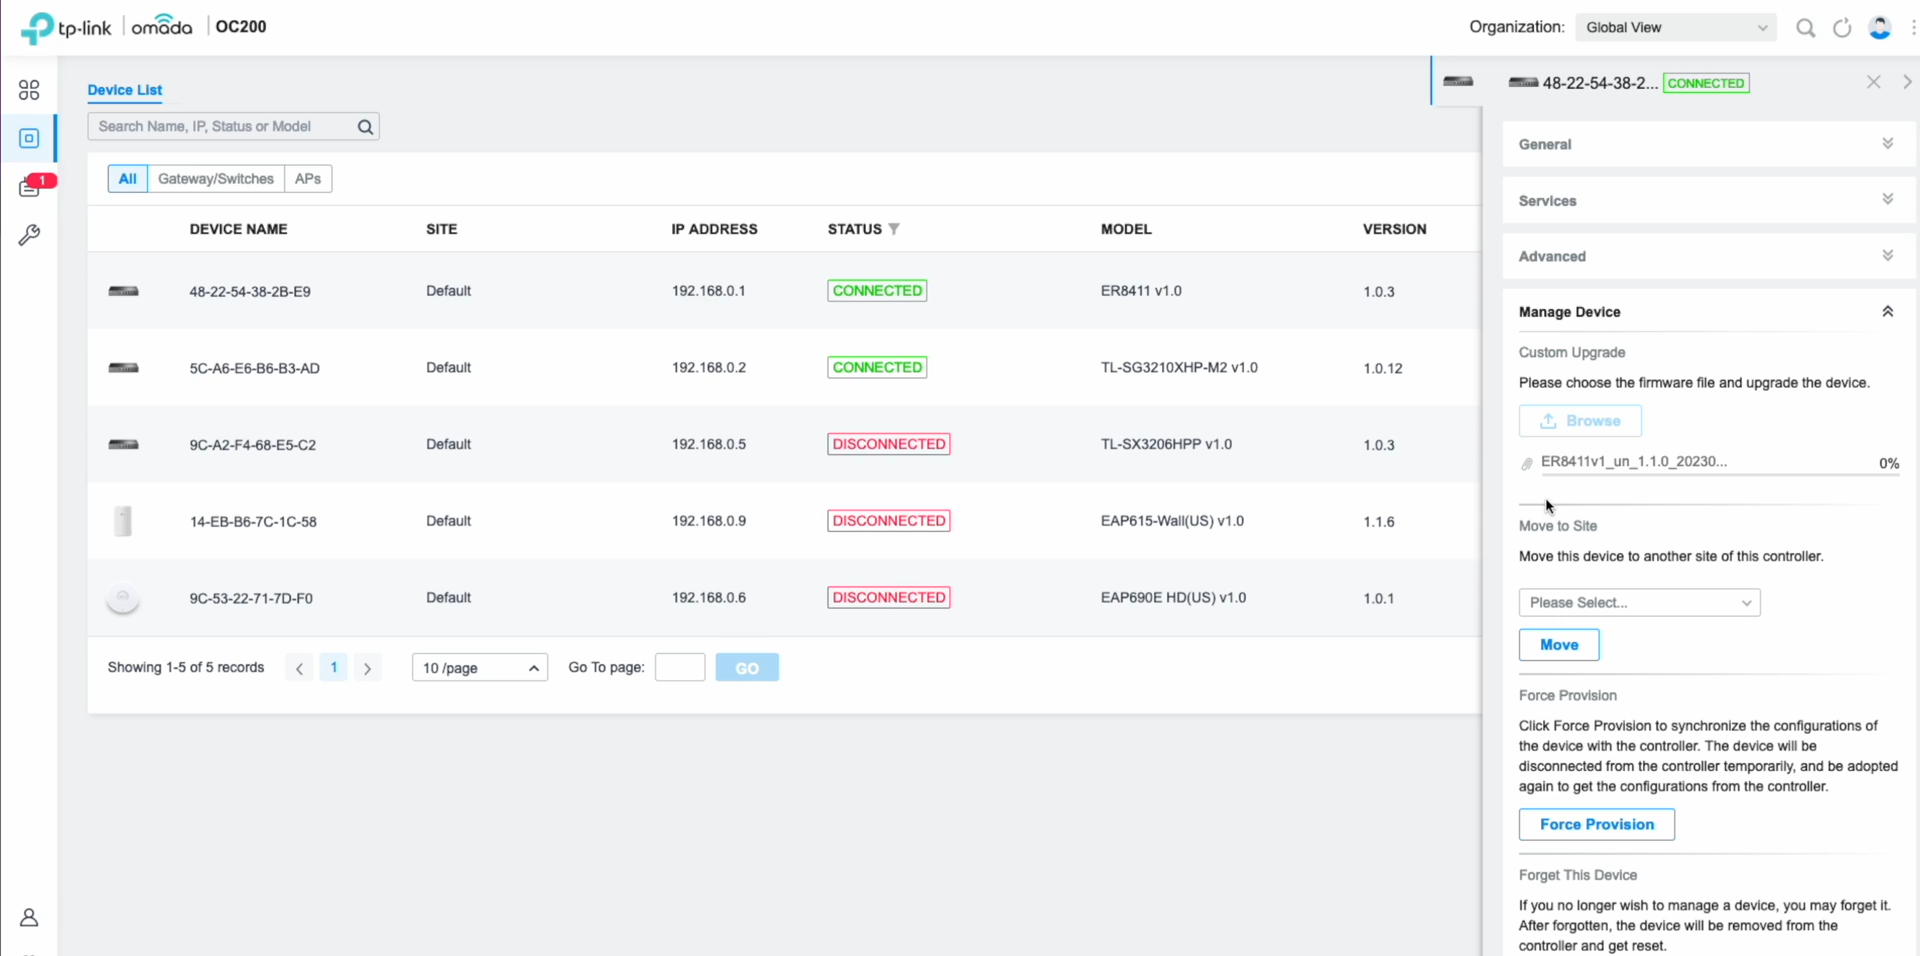 tp-link | omada | OC200
Organization: Global View
Device List
Search Name, IP, Status or Model
1
All Gateway/Switches APs
DEVICE NAME SITE IP ADDRESS STATUS MODEL VERSION
48-22-54-38-2B-E9 Default 192.168.0.1 CONNECTED ER8411 v1.0 1.0.3
5C-A6-E6-B6-B3-AD Default 192.168.0.2 CONNECTED TL-SG3210XHP-M2 v1.0 1.0.12
9C-A2-F4-68-E5-C2 Default 192.168.0.5 DISCONNECTED TL-SX3206HPP v1.0 1.0.3
14-EB-B6-7C-1C-58 Default 192.168.0.9 DISCONNECTED EAP615-Wall(US) v1.0 1.1.6
9C-53-22-71-7D-F0 Default 192.168.0.6 DISCONNECTED EAP690E HD(US) v1.0 1.0.1
Showing 1-5 of 5 records 1 10 /page Go To page: GO
48-22-54-38-2... CONNECTED
General
Services
Advanced
Manage Device
Custom Upgrade
Please choose the firmware file and upgrade the device.
Browse
ER8411v1_un_1.1.0_20230... 0%
Move to Site
Move this device to another site of this controller.
Please Select...
Move
Force Provision
Click Force Provision to synchronize the configurations of
the device with the controller. The device will be
disconnected from the controller temporarily, and be adopted
again to get the configurations from the controller.
Force Provision
Forget This Device
If you no longer wish to manage a device, you may forget it.
After forgotten, the device will be removed from the
controller and get reset.